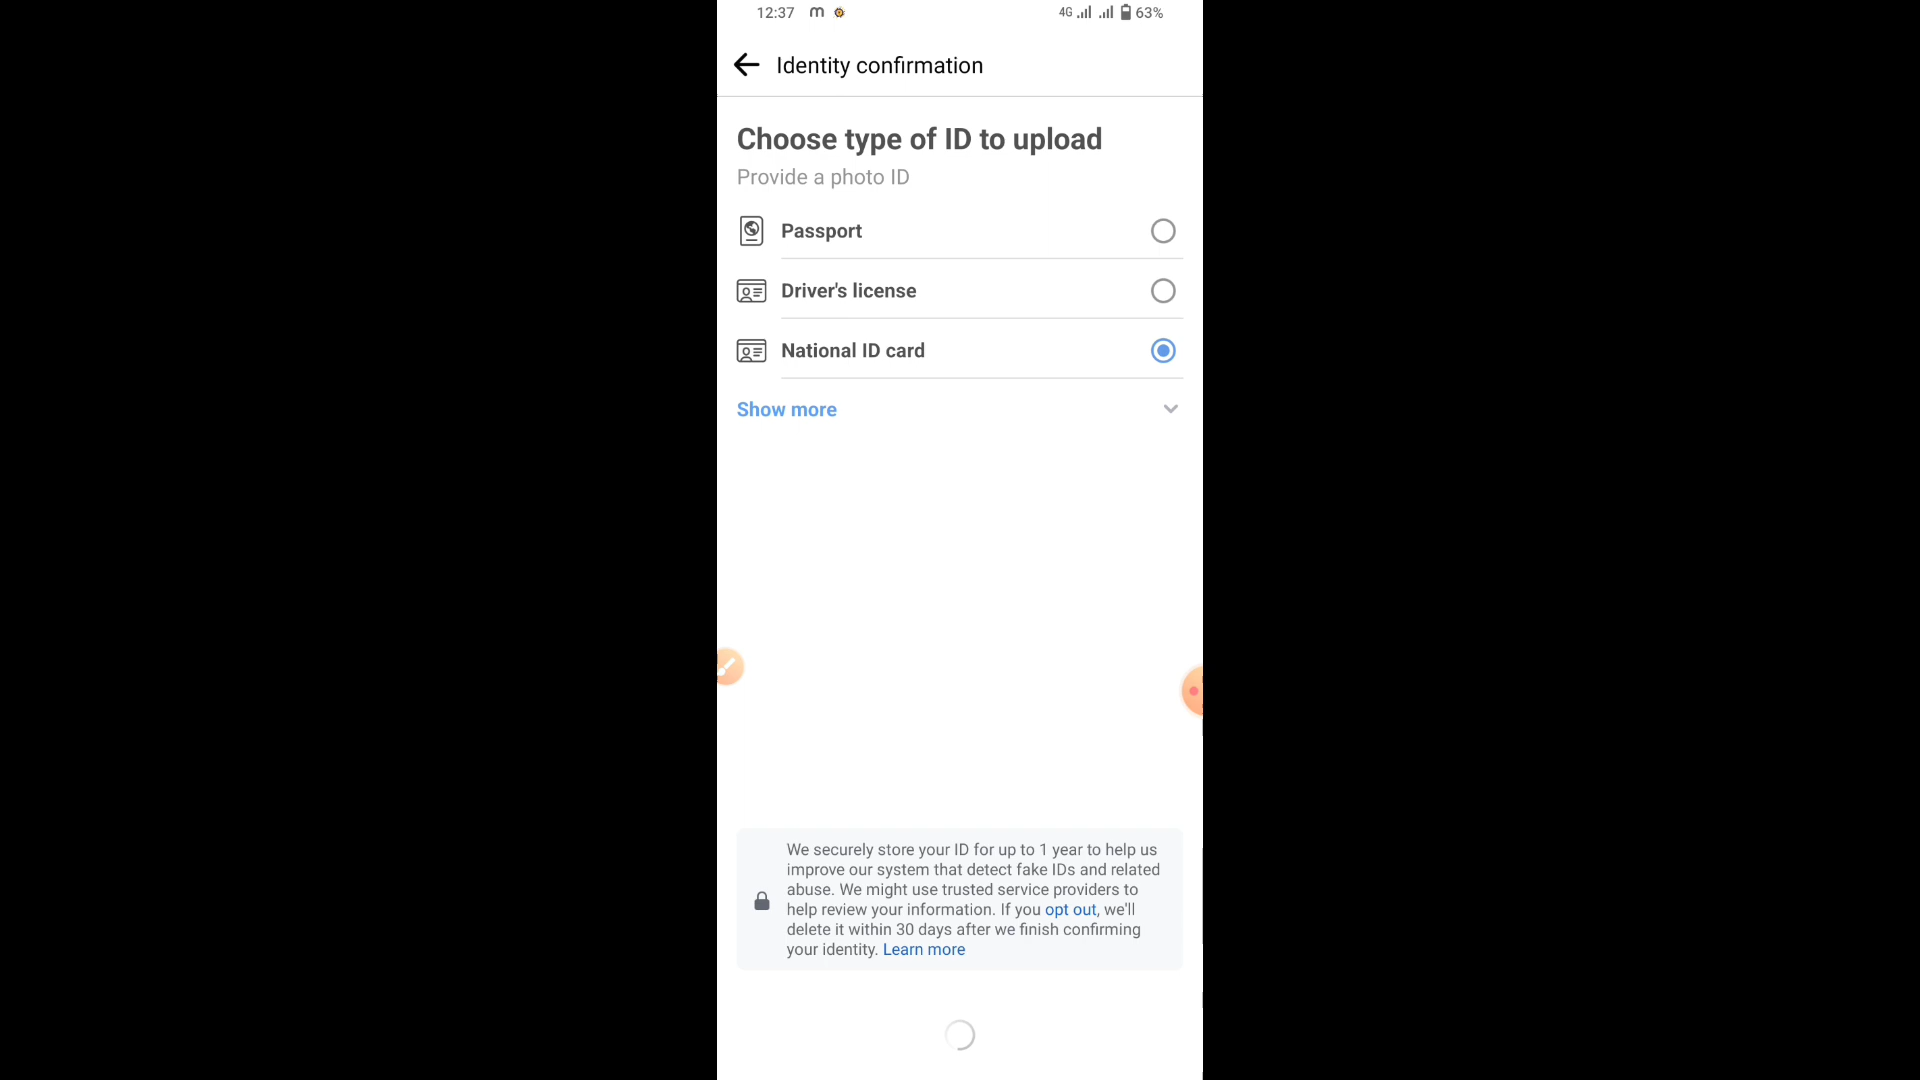 12:37 m 4G 63%
Identity confirmation
Choose type of ID to upload
Provide a photo ID
Passport
Driver's license
National ID card
Show more
We securely store your ID for up to 1 year to help us
improve our system that detect fake IDs and related
abuse. We might use trusted service providers to
help review your information. If you opt out, we'll
delete it within 30 days after we finish confirming
your identity. Learn more